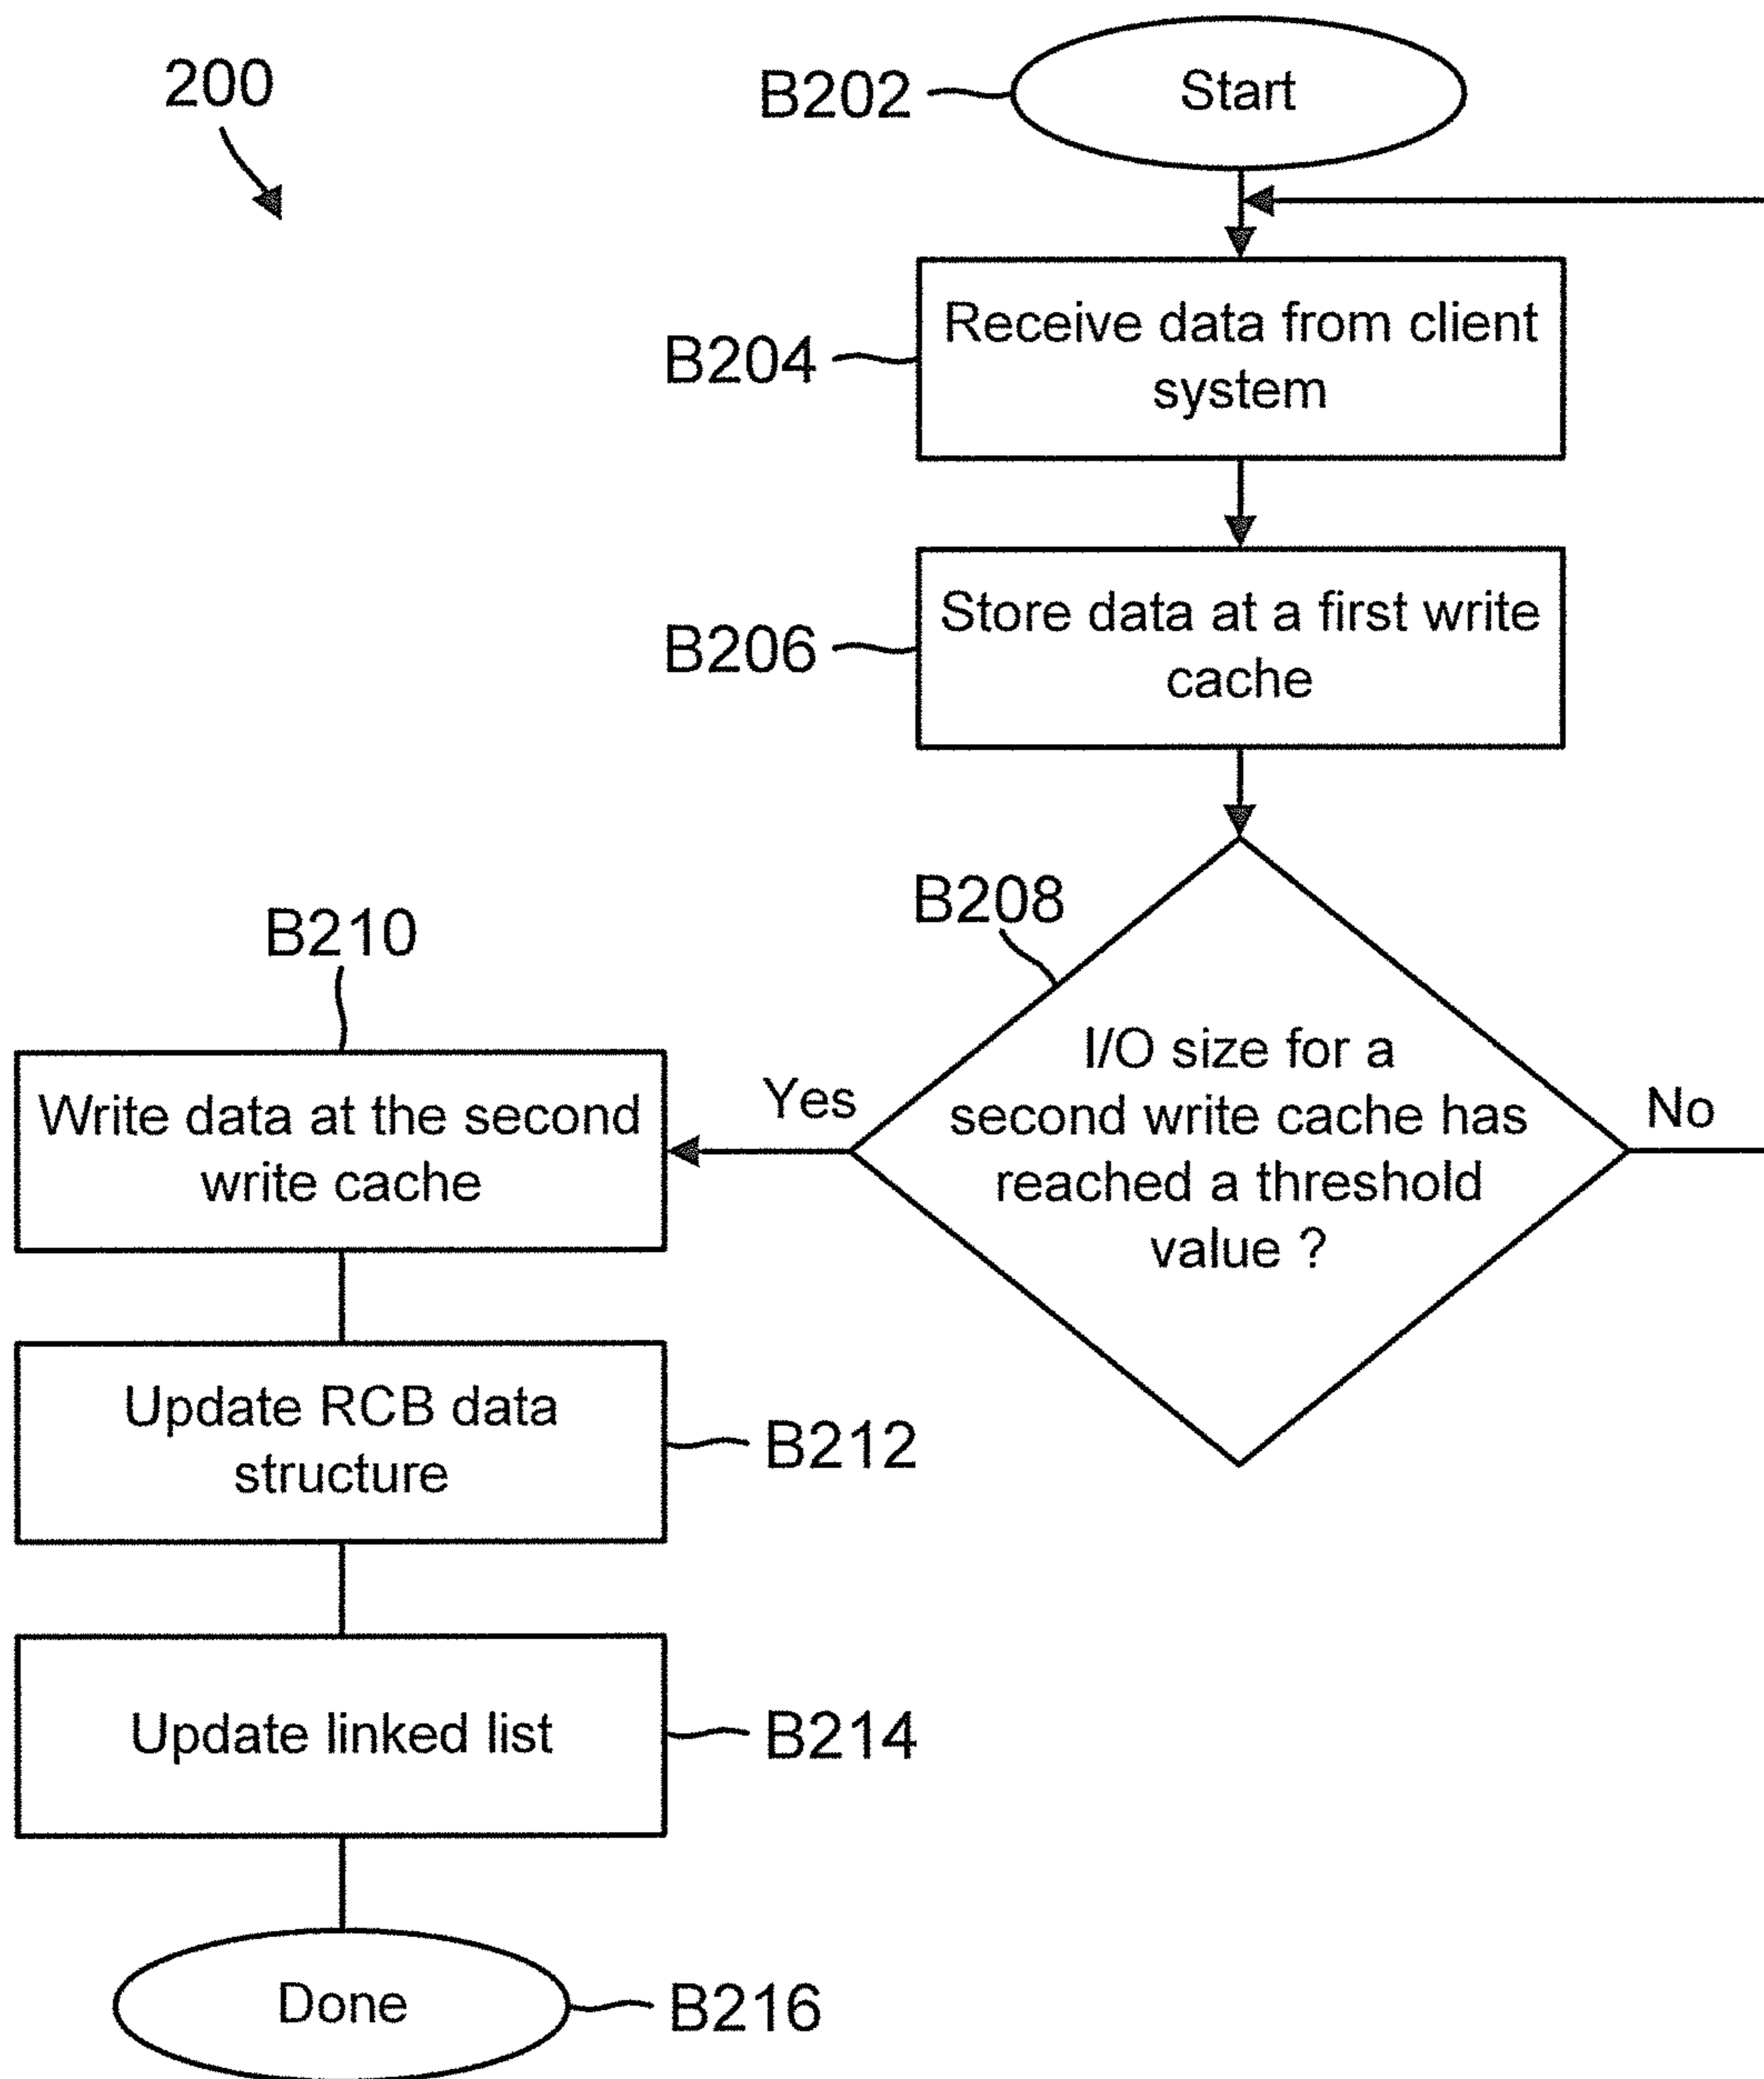 200
B202
Start
B204
Receive data from client
system
B206
Store data at a first write
cache
B208
I/O size for a
second write cache has
reached a threshold
value ?
Yes
No
B210
Write data at the second
write cache
Update RCB data
structure
B212
Update linked list
B214
Done
B216